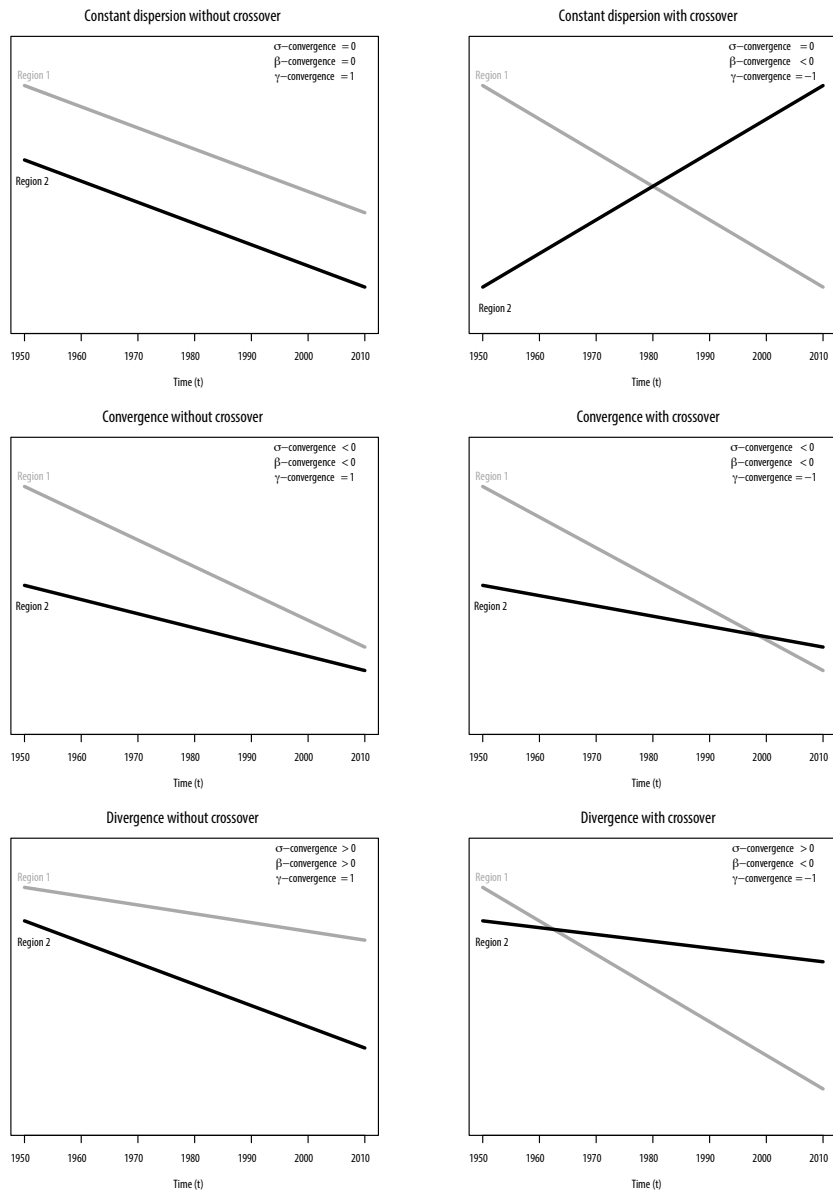 Constant dispersion without crossover
σ−convergence = 0
β−convergence = 0
γ−convergence = 1
Region 1
Region 2
1950 1960 1970 1980 1990 2000 2010
Time (t)
Constant dispersion with crossover
σ−convergence = 0
β−convergence < 0
γ−convergence = −1
Region 1
Region 2
1950 1960 1970 1980 1990 2000 2010
Time (t)
Convergence without crossover
σ−convergence < 0
β−convergence < 0
γ−convergence = 1
Region 1
Region 2
1950 1960 1970 1980 1990 2000 2010
Time (t)
Convergence with crossover
σ−convergence < 0
β−convergence < 0
γ−convergence = −1
Region 1
Region 2
1950 1960 1970 1980 1990 2000 2010
Time (t)
Divergence without crossover
σ−convergence > 0
β−convergence > 0
γ−convergence = 1
Region 1
Region 2
1950 1960 1970 1980 1990 2000 2010
Time (t)
Divergence with crossover
σ−convergence > 0
β−convergence < 0
γ−convergence = −1
Region 1
Region 2
1950 1960 1970 1980 1990 2000 2010
Time (t)